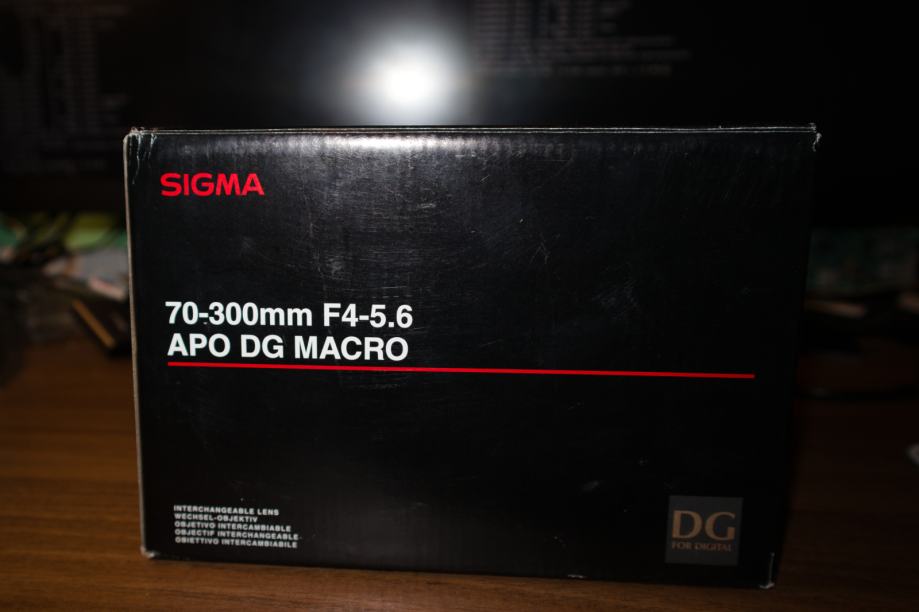 SIGMA
70-300mm F4-5.6
APO DG MACRO
INTERCHANGEABLE LENS
WECHSEL-OBJEKTIV
OBJETIVO INTERCAMBIABLE
OBJECTIF INTERCHANGEABLE
OBIETTIVO INTERCAMBIABILE
DG
FOR DIGITAL